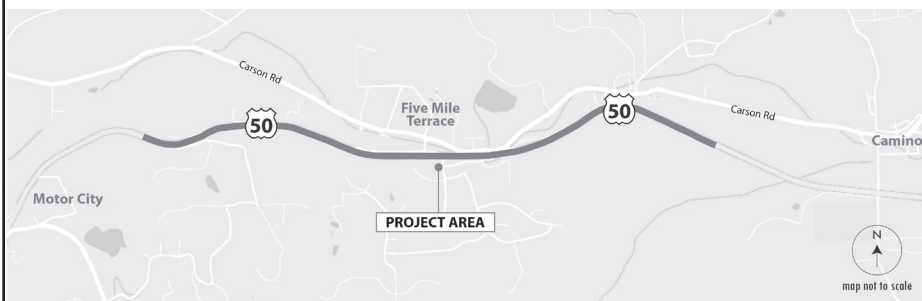 Carson Rd
50
Five Mile
Terrace
50
Carson Rd
Camino
Motor City
PROJECT AREA
N
map not to scale